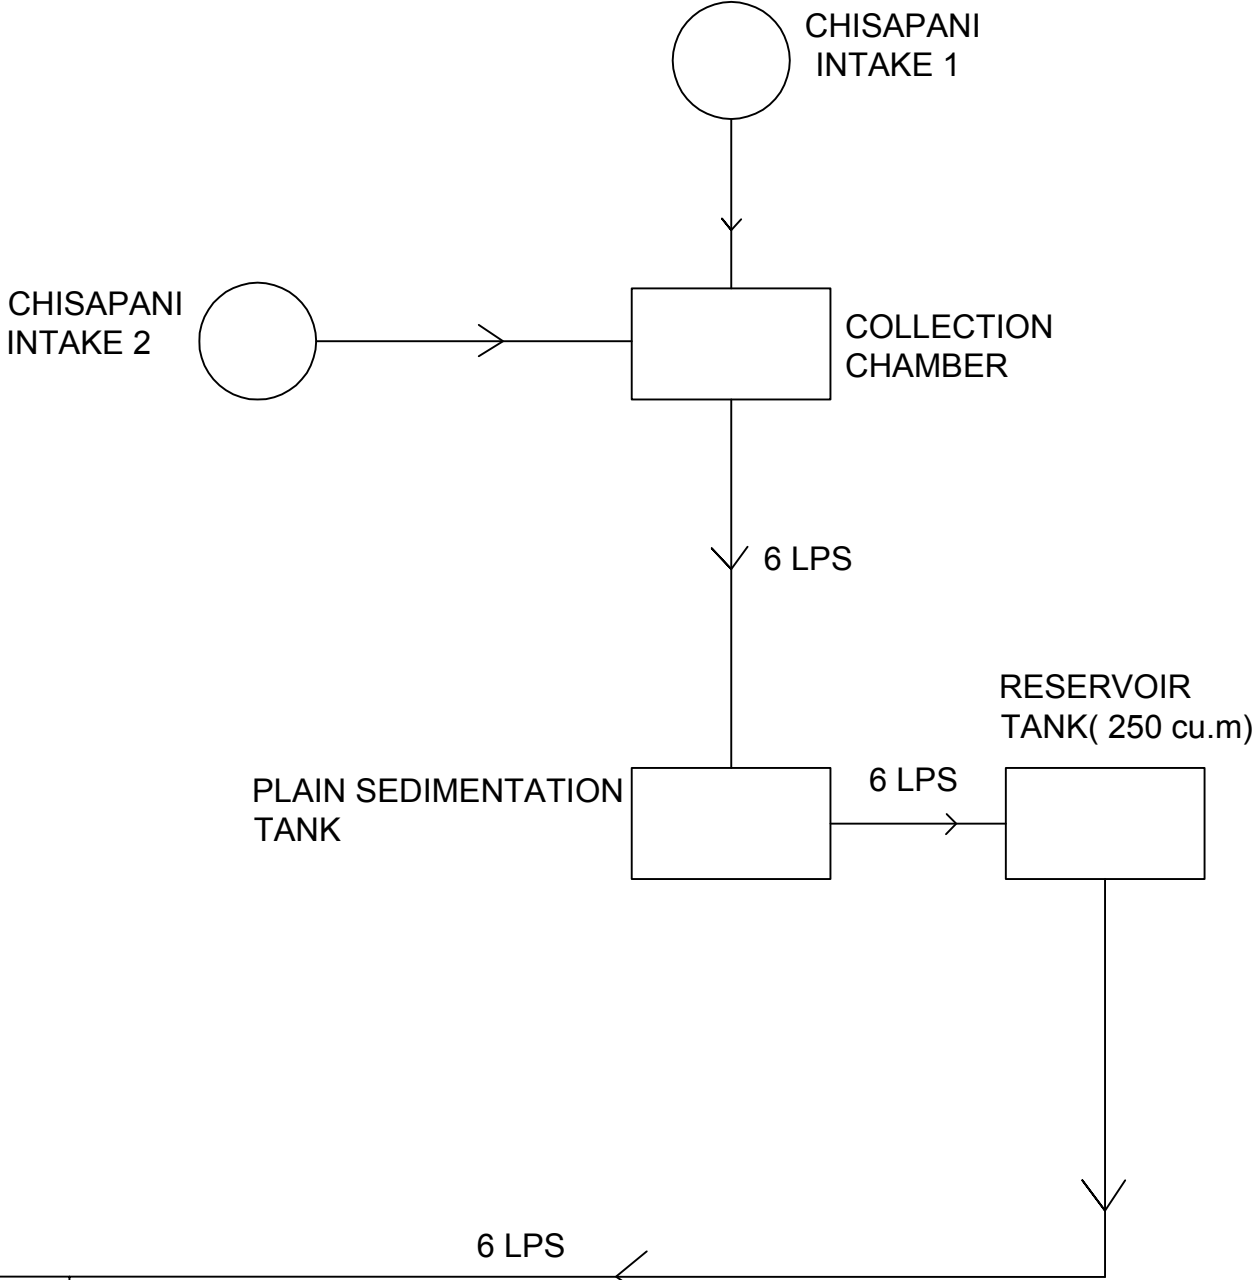 CHISAPANI
INTAKE 1
CHISAPANI
INTAKE 2
COLLECTION
CHAMBER
6 LPS
RESERVOIR
TANK( 250 cu.m)
PLAIN SEDIMENTATION
TANK
6 LPS
6 LPS